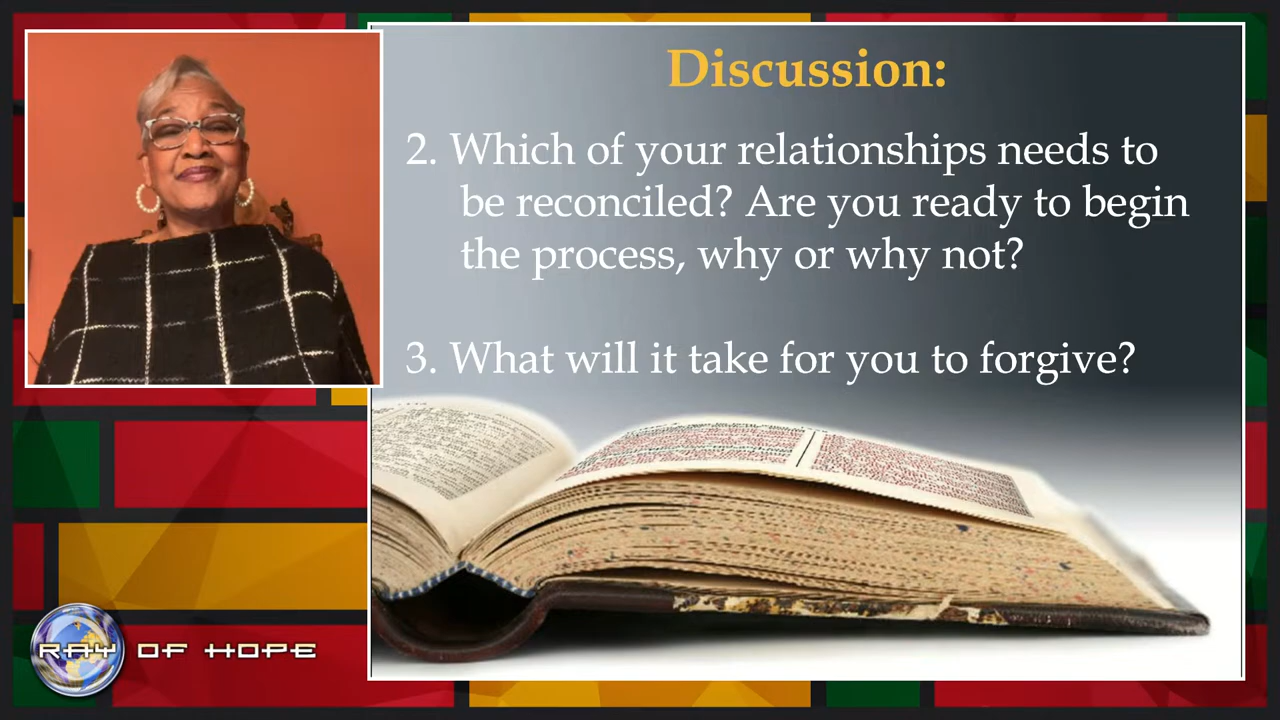 Discussion:
2. Which of your relationships needs to
be reconciled? Are you ready to begin
the process, why or why not?
3. What will it take for you to forgive?
RAY OF HOPE